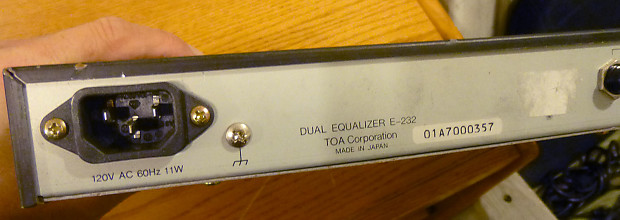 DUAL EQUALIZER E-232
TOA Corporation
MADE IN JAPAN
01A7000357
120V AC 60Hz 11W